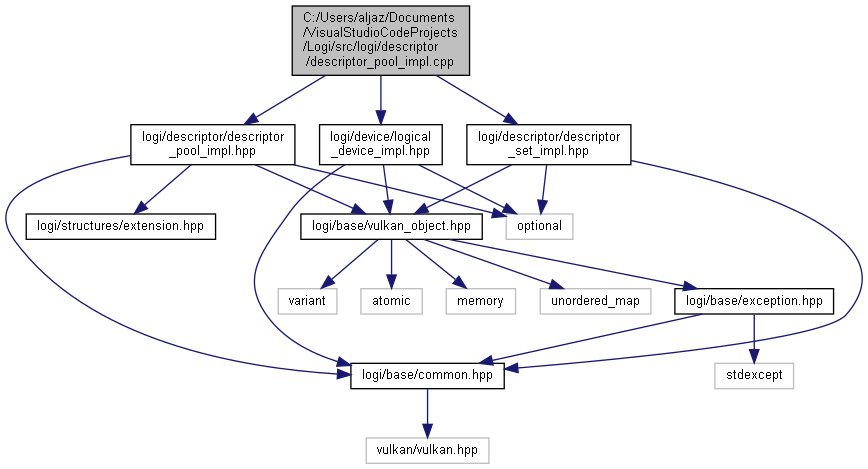 C:/Users/aljaz/Documents
/VisualStudioCodeProjects
/Logi/src/logi/descriptor
/descriptor_pool_impl.cpp
logi/descriptor/descriptor
_pool_impl.hpp
logi/device/logical
_device_impl.hpp
logi/descriptor/descriptor
_set_impl.hpp
logi/structures/extension.hpp
logi/base/vulkan_object.hpp
optional
variant
atomic
memory
unordered_map
logi/base/exception.hpp
logi/base/common.hpp
stdexcept
vulkan/vulkan.hpp